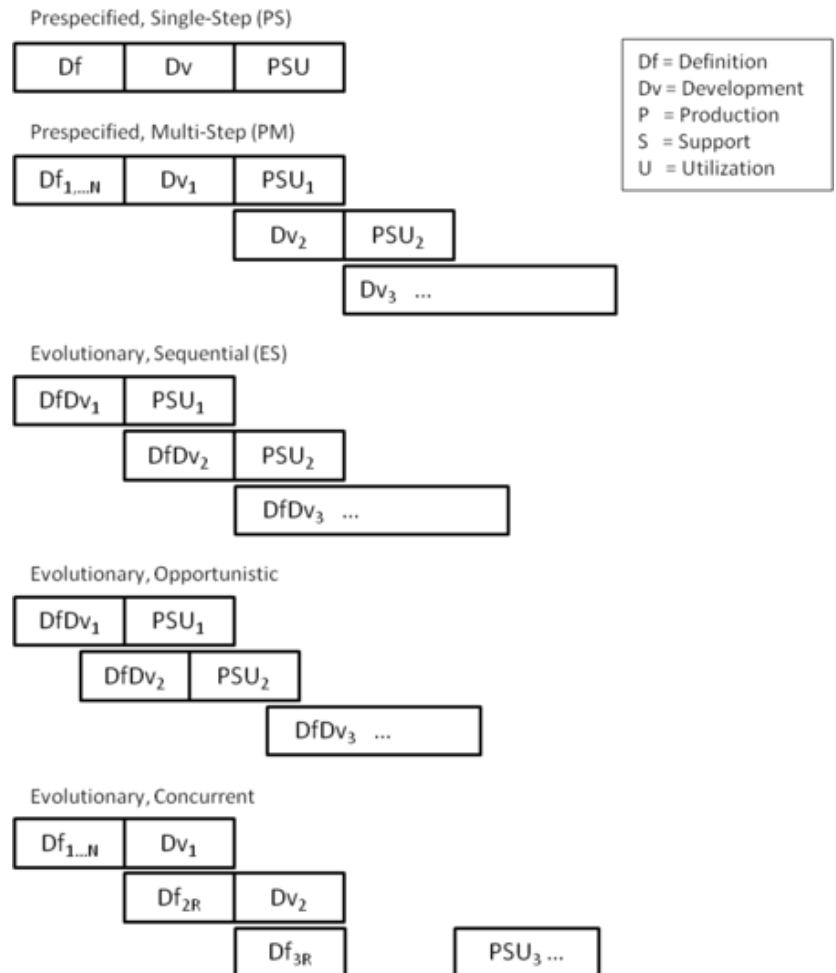 Prespecified, Single-Step (PS)
Df Dv PSU
Df = Definition
Dv = Development
P = Production
S = Support
U = Utilization
Prespecified, Multi-Step (PM)
Df1,...N Dv1 PSU1
Dv2 PSU2
Dv3 ...
Evolutionary, Sequential (ES)
DfDv1 PSU1
DfDv2 PSU2
DfDv3 ...
Evolutionary, Opportunistic
DfDv1 PSU1
DfDv2 PSU2
DfDv3 ...
Evolutionary, Concurrent
Df1...N Dv1
Df2R Dv2
Df3R PSU3 ...